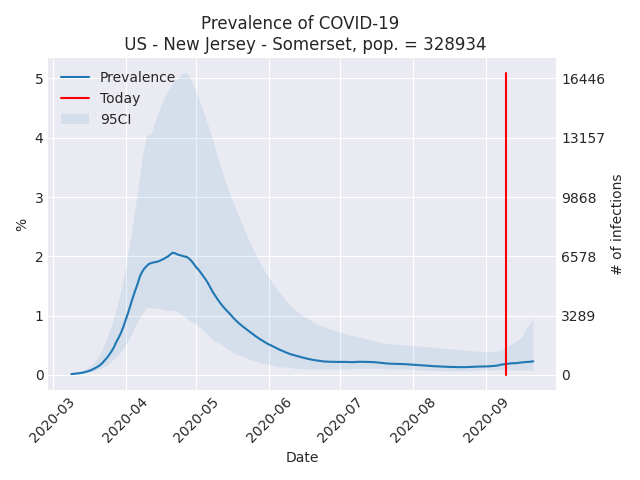 Prevalence of COVID-19
US - New Jersey - Somerset, pop. = 328934
Prevalence
Today
95CI
5
4
3
2
1
0
%
16446
13157
9868
6578
3289
0
# of infections
2020-03
2020-04
2020-05
2020-06
2020-07
2020-08
2020-09
Date